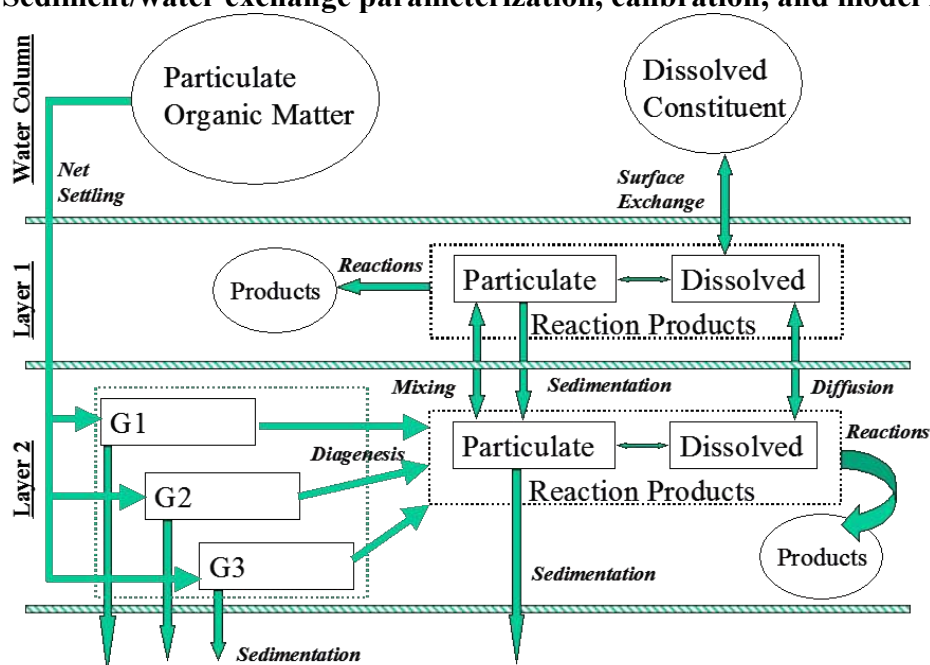 Sediment/water exchange parameterization, calibration, and model
Water Column
Particulate
Organic Matter
Dissolved
Constituent
Net
Settling
Surface
Exchange
Layer 1
Reactions
Products
Particulate
Dissolved
Reaction Products
Mixing
Sedimentation
Diffusion
Layer 2
G1
G2
G3
Diagenesis
Particulate
Dissolved
Reaction Products
Reactions
Products
Sedimentation
Sedimentation